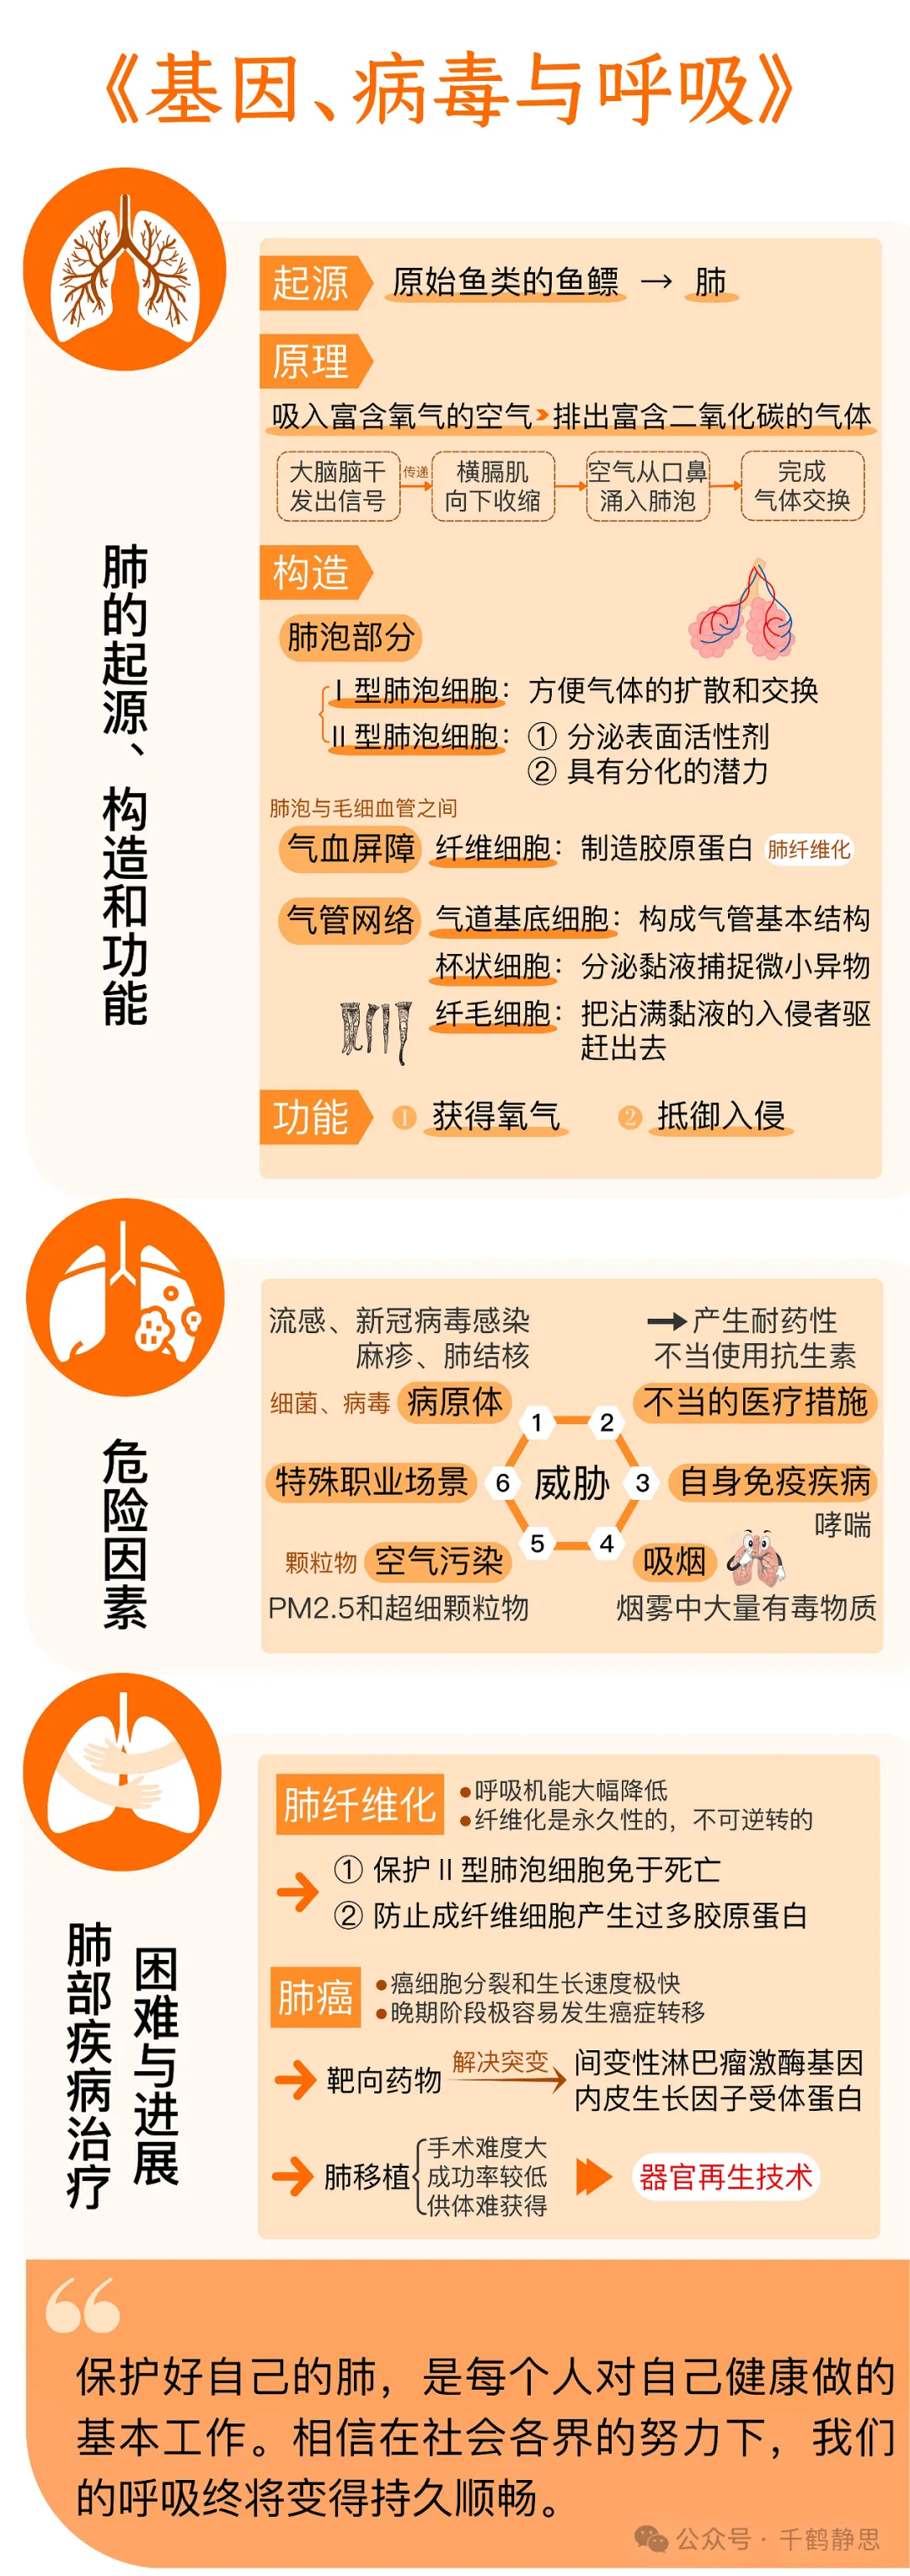 《基因、病毒与呼吸》
肺的起源、构造和功能
起源 原始鱼类的鱼鳔 → 肺
原理
吸入富含氧气的空气 排出富含二氧化碳的气体
大脑脑干
发出信号
传递
横膈肌
向下收缩
空气从口鼻
涌入肺泡
完成
气体交换
构造
肺泡部分
Ⅰ型肺泡细胞：方便气体的扩散和交换
Ⅱ型肺泡细胞：① 分泌表面活性剂
② 具有分化的潜力
肺泡与毛细血管之间
气血屏障 纤维细胞：制造胶原蛋白 肺纤维化
气管网络 气道基底细胞：构成气管基本结构
杯状细胞：分泌黏液捕捉微小异物
纤毛细胞：把沾满黏液的入侵者驱
赶出去
功能 1 获得氧气 2 抵御入侵
危险因素
流感、新冠病毒感染
麻疹、肺结核
细菌、病毒 病原体
→产生耐药性
不当使用抗生素
不当的医疗措施
1 2
特殊职业场景 6 威胁 3 自身免疫疾病
哮喘
5 4
颗粒物 空气污染
PM2.5和超细颗粒物
吸烟
烟雾中大量有毒物质
肺部疾病治疗
困难与进展
肺纤维化
●呼吸机能大幅降低
●纤维化是永久性的，不可逆转的
① 保护Ⅱ型肺泡细胞免于死亡
② 防止成纤维细胞产生过多胶原蛋白
肺癌
●癌细胞分裂和生长速度极快
●晚期阶段极容易发生癌症转移
靶向药物 解决突变 间变性淋巴瘤激酶基因
内皮生长因子受体蛋白
肺移植
手术难度大
成功率较低
供体难获得
器官再生技术
保护好自己的肺，是每个人对自己健康做的
基本工作。相信在社会各界的努力下，我们
的呼吸终将变得持久顺畅。
公众号·千鹤静思